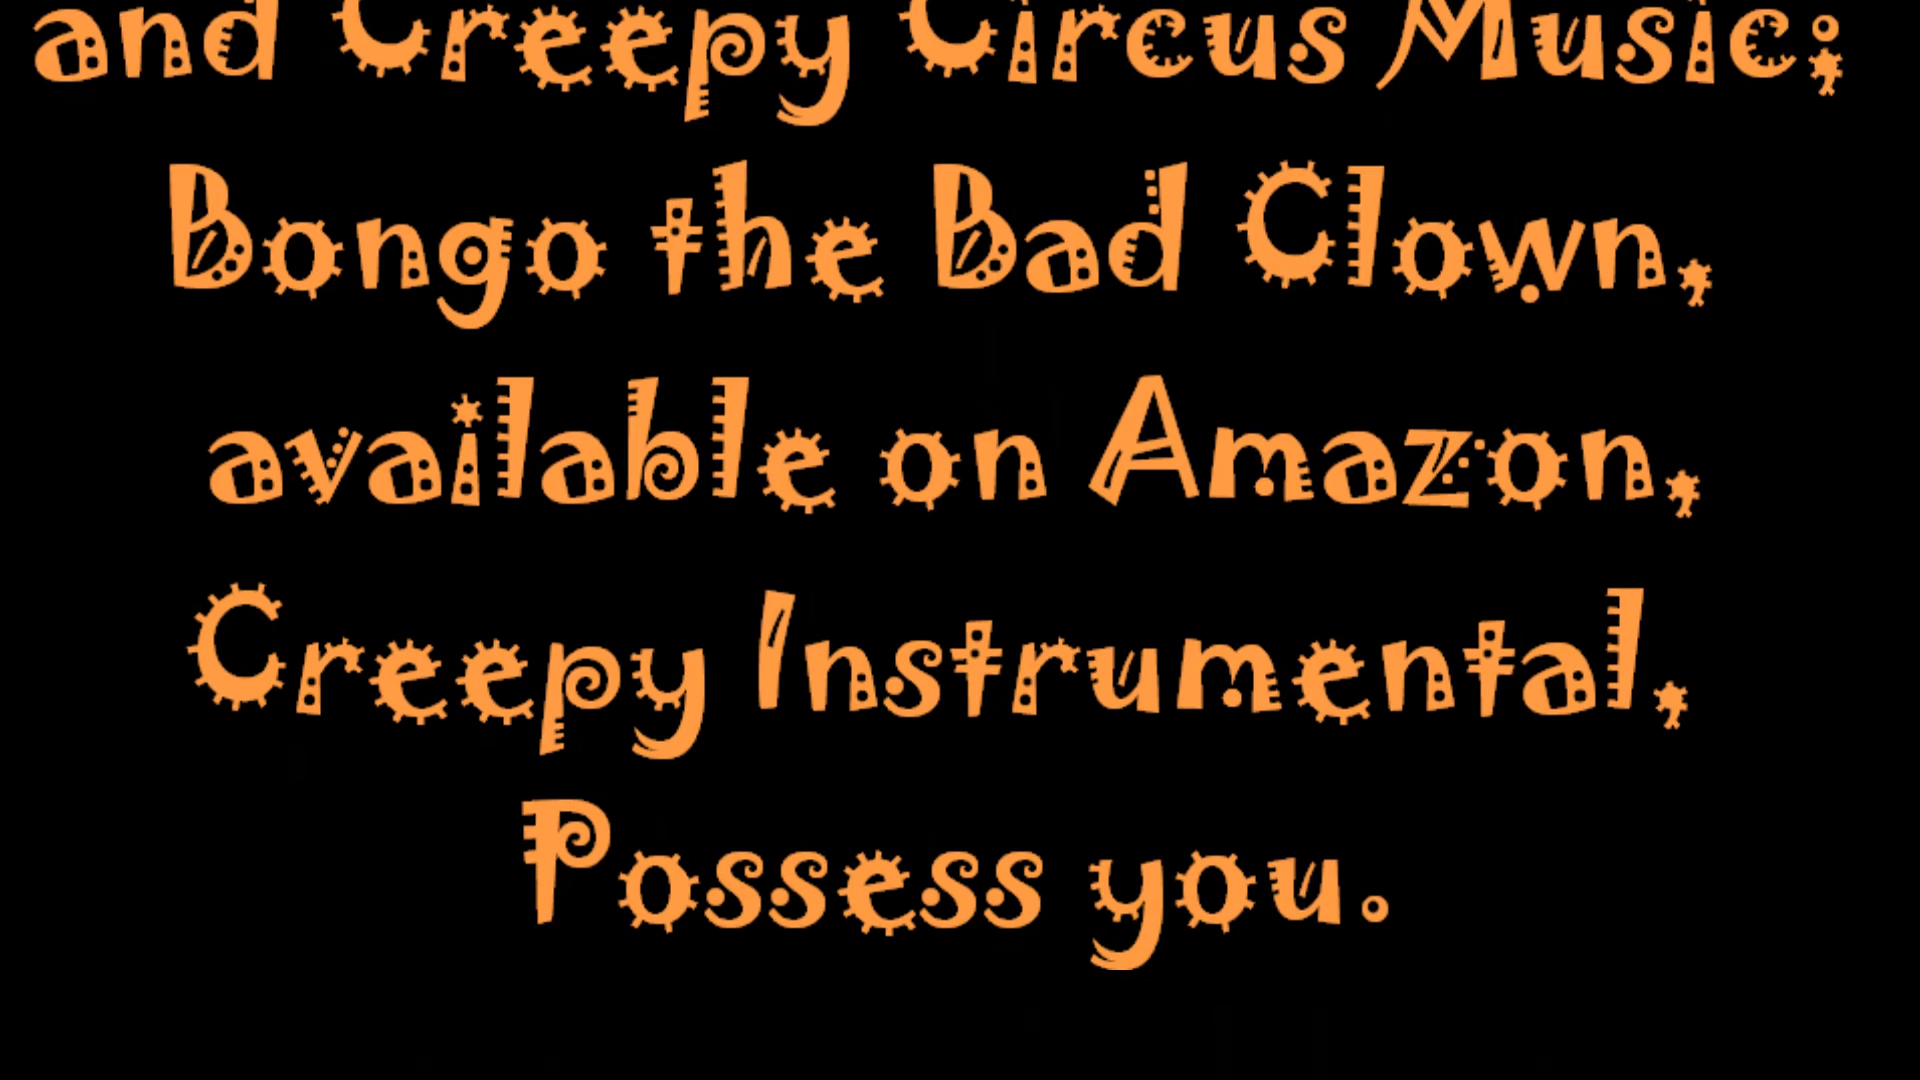 and Creepy Circus Music;
Bongo the Bad Clown,
available on Amazon,
Creepy Instrumental,
Possess you.